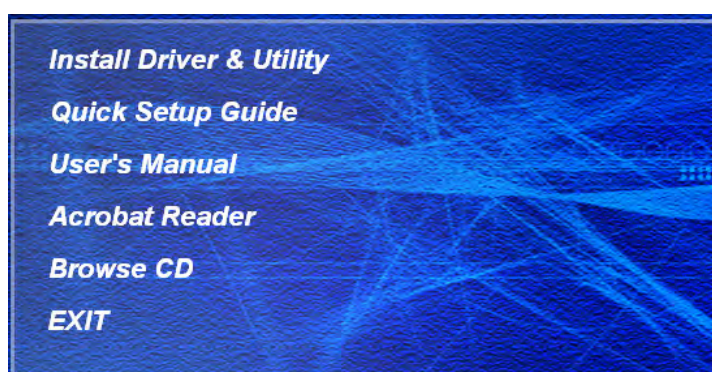 Install Driver & Utility
Quick Setup Guide
User's Manual
Acrobat Reader
Browse CD
EXIT